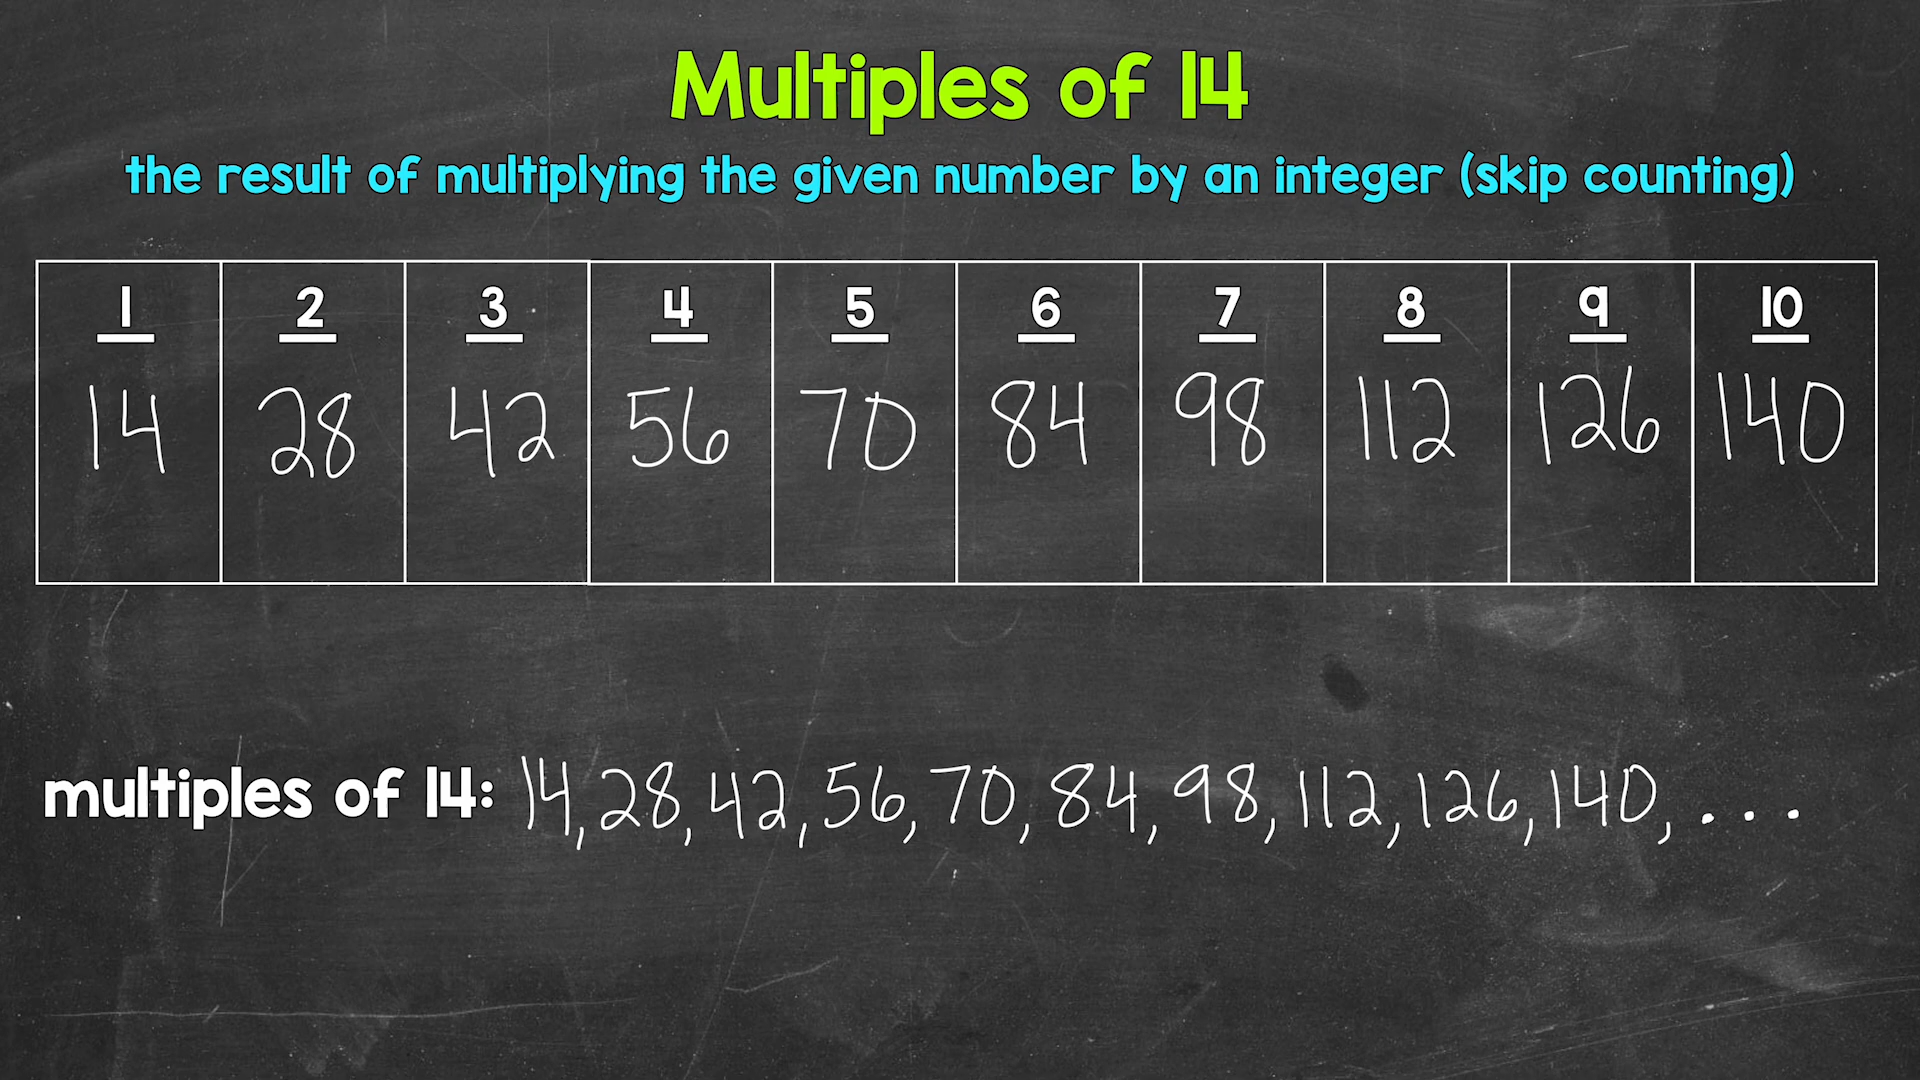 Multiples of 14
the result of multiplying the given number by an integer (skip counting)
1 2 3 4 5 6 7 8 9 10
14 28 42 56 70 84 98 112 126 140
multiples of 14: 14, 28, 42, 56, 70, 84, 98, 112, 126, 140, . . .